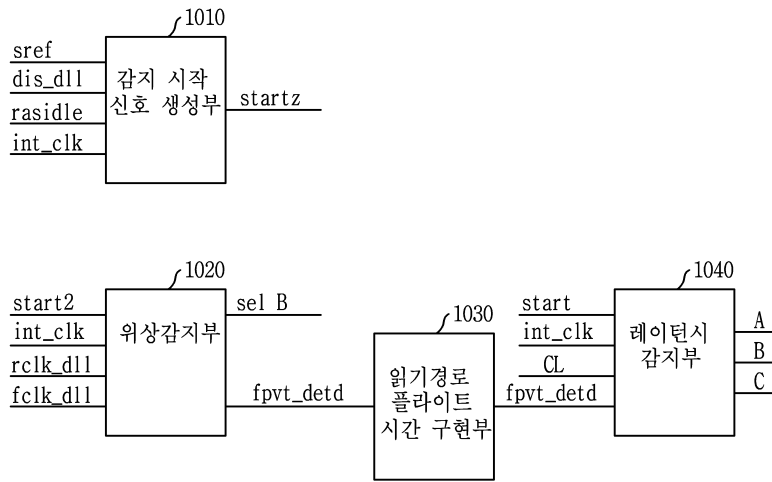 1010
sref
dis_dll
rasidle
int_clk
감지 시작
신호 생성부
startz
1020
start2
int_clk
rclk_dll
fclk_dll
위상감지부
sel B
fpvt_detd
1030
읽기경로
플라이트
시간 구현부
1040
start
int_clk
CL
fpvt_detd
레이턴시
감지부
A
B
C